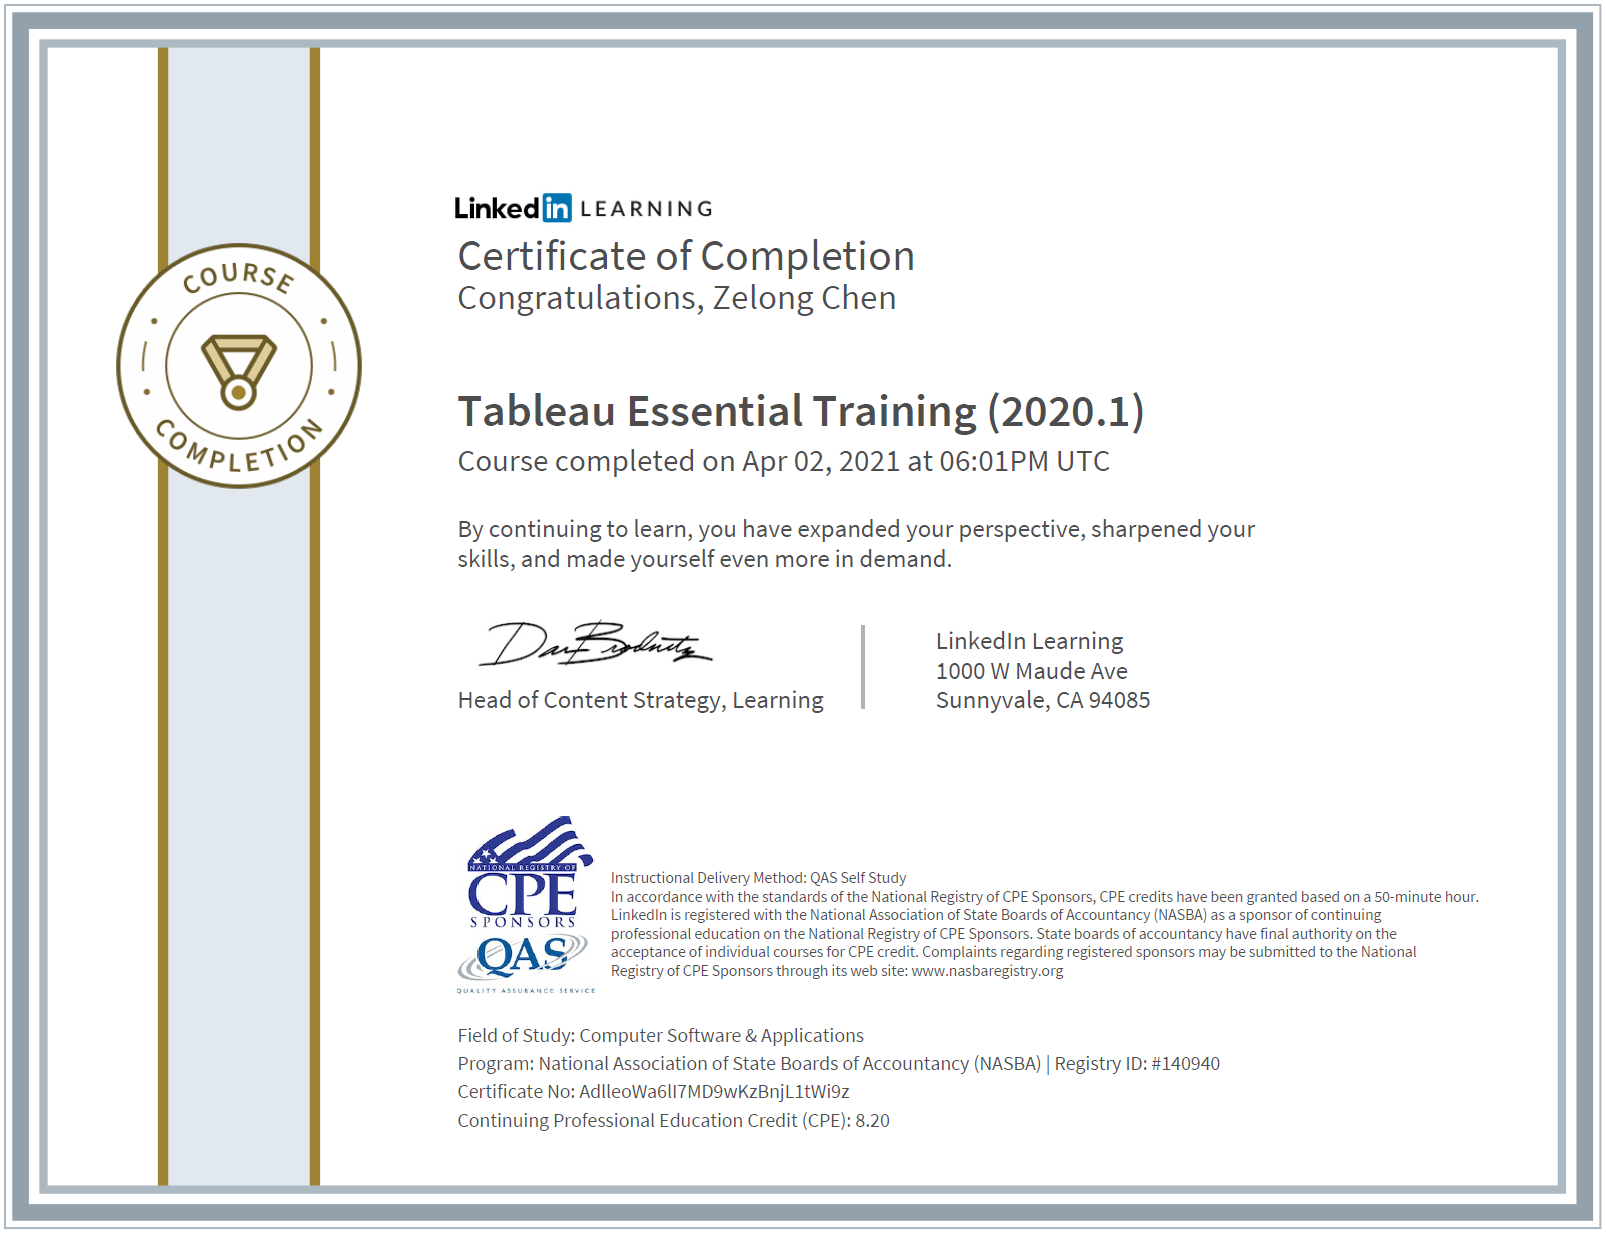 LinkedIn LEARNING
Certificate of Completion
Congratulations, Zelong Chen
COURSE
COMPLETION
Tableau Essential Training (2020.1)
Course completed on Apr 02, 2021 at 06:01PM UTC
By continuing to learn, you have expanded your perspective, sharpened your
skills, and made yourself even more in demand.
Head of Content Strategy, Learning
LinkedIn Learning
1000 W Maude Ave
Sunnyvale, CA 94085
NATIONAL REGISTRY OF
CPE
SPONSORS
QAS
QUALITY ASSURANCE SERVICE
Instructional Delivery Method: QAS Self Study
In accordance with the standards of the National Registry of CPE Sponsors, CPE credits have been granted based on a 50-minute hour.
LinkedIn is registered with the National Association of State Boards of Accountancy (NASBA) as a sponsor of continuing
professional education on the National Registry of CPE Sponsors. State boards of accountancy have final authority on the
acceptance of individual courses for CPE credit. Complaints regarding registered sponsors may be submitted to the National
Registry of CPE Sponsors through its web site: www.nasbaregistry.org
Field of Study: Computer Software & Applications
Program: National Association of State Boards of Accountancy (NASBA) | Registry ID: #140940
Certificate No: AdlleoWa6lI7MD9wKzBnjL1tWi9z
Continuing Professional Education Credit (CPE): 8.20